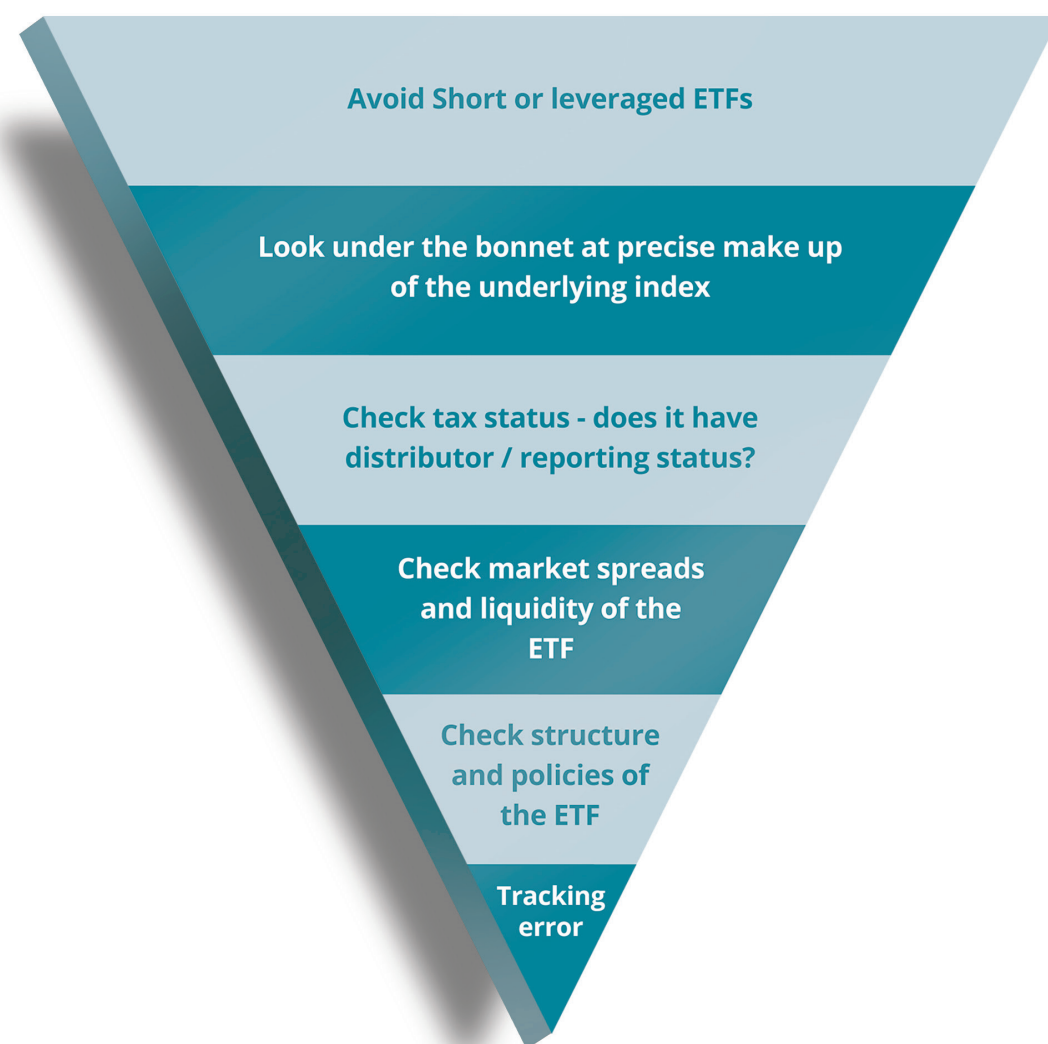 Avoid Short or leveraged ETFs
Look under the bonnet at precise make up
of the underlying index
Check tax status - does it have
distributor / reporting status?
Check market spreads
and liquidity of the
ETF
Check structure
and policies of
the ETF
Tracking
error